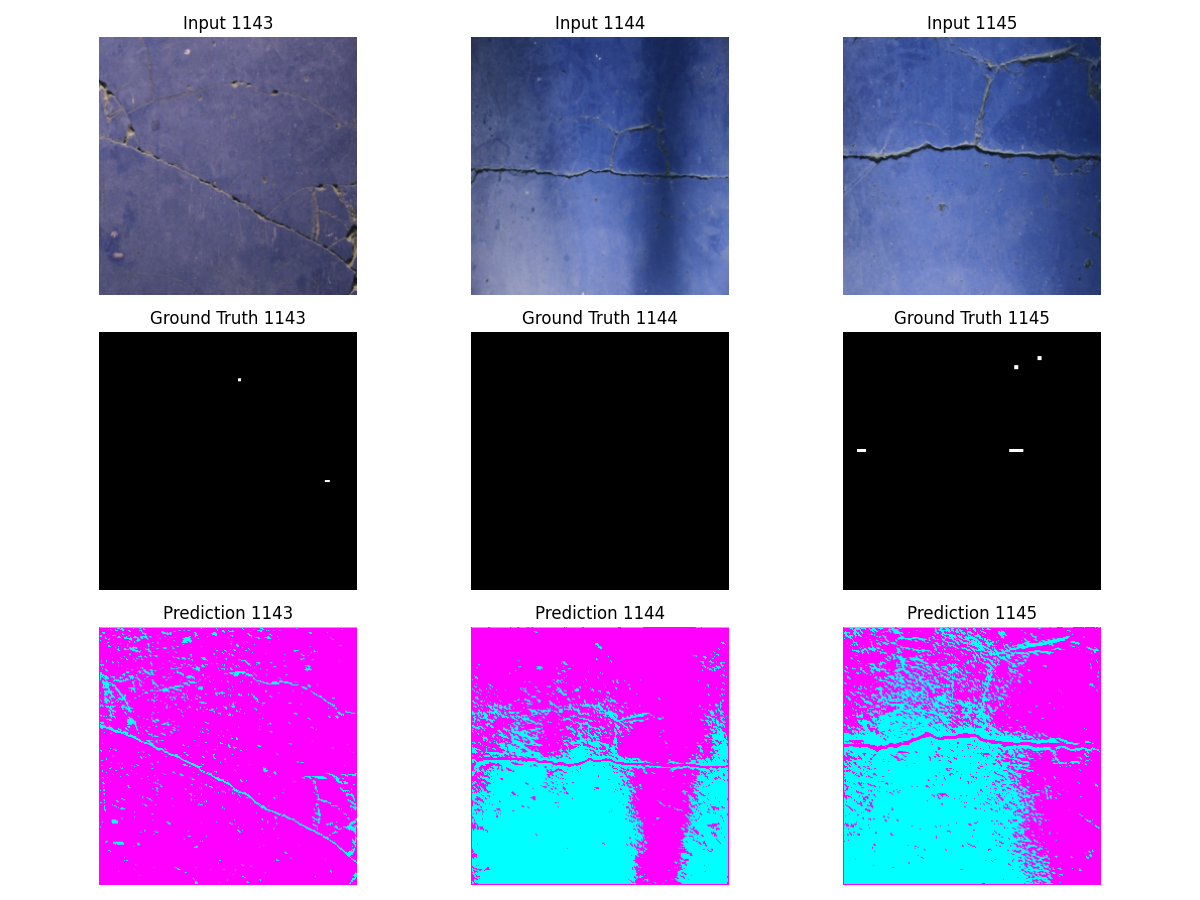 Input 1143
Input 1144
Input 1145
Ground Truth 1143
Ground Truth 1144
Ground Truth 1145
Prediction 1143
Prediction 1144
Prediction 1145